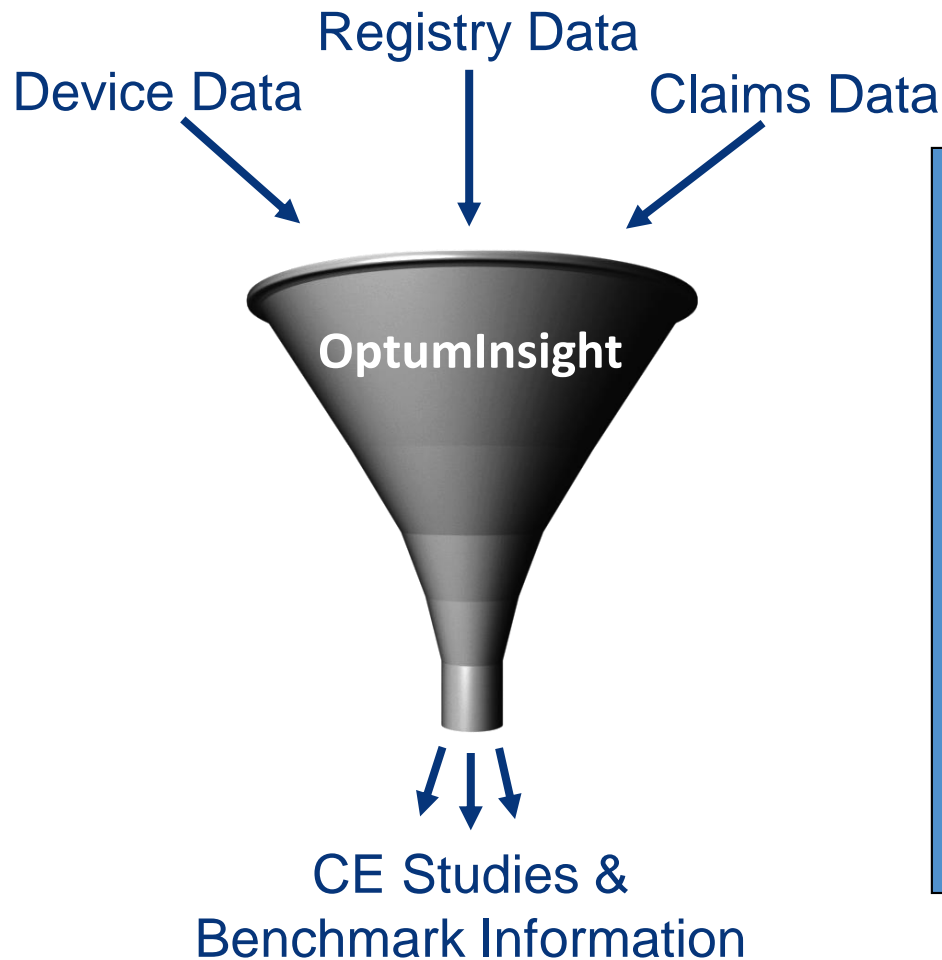 Registry Data
Device Data
Claims Data
OptumInsight
CE Studies &
Benchmark Information